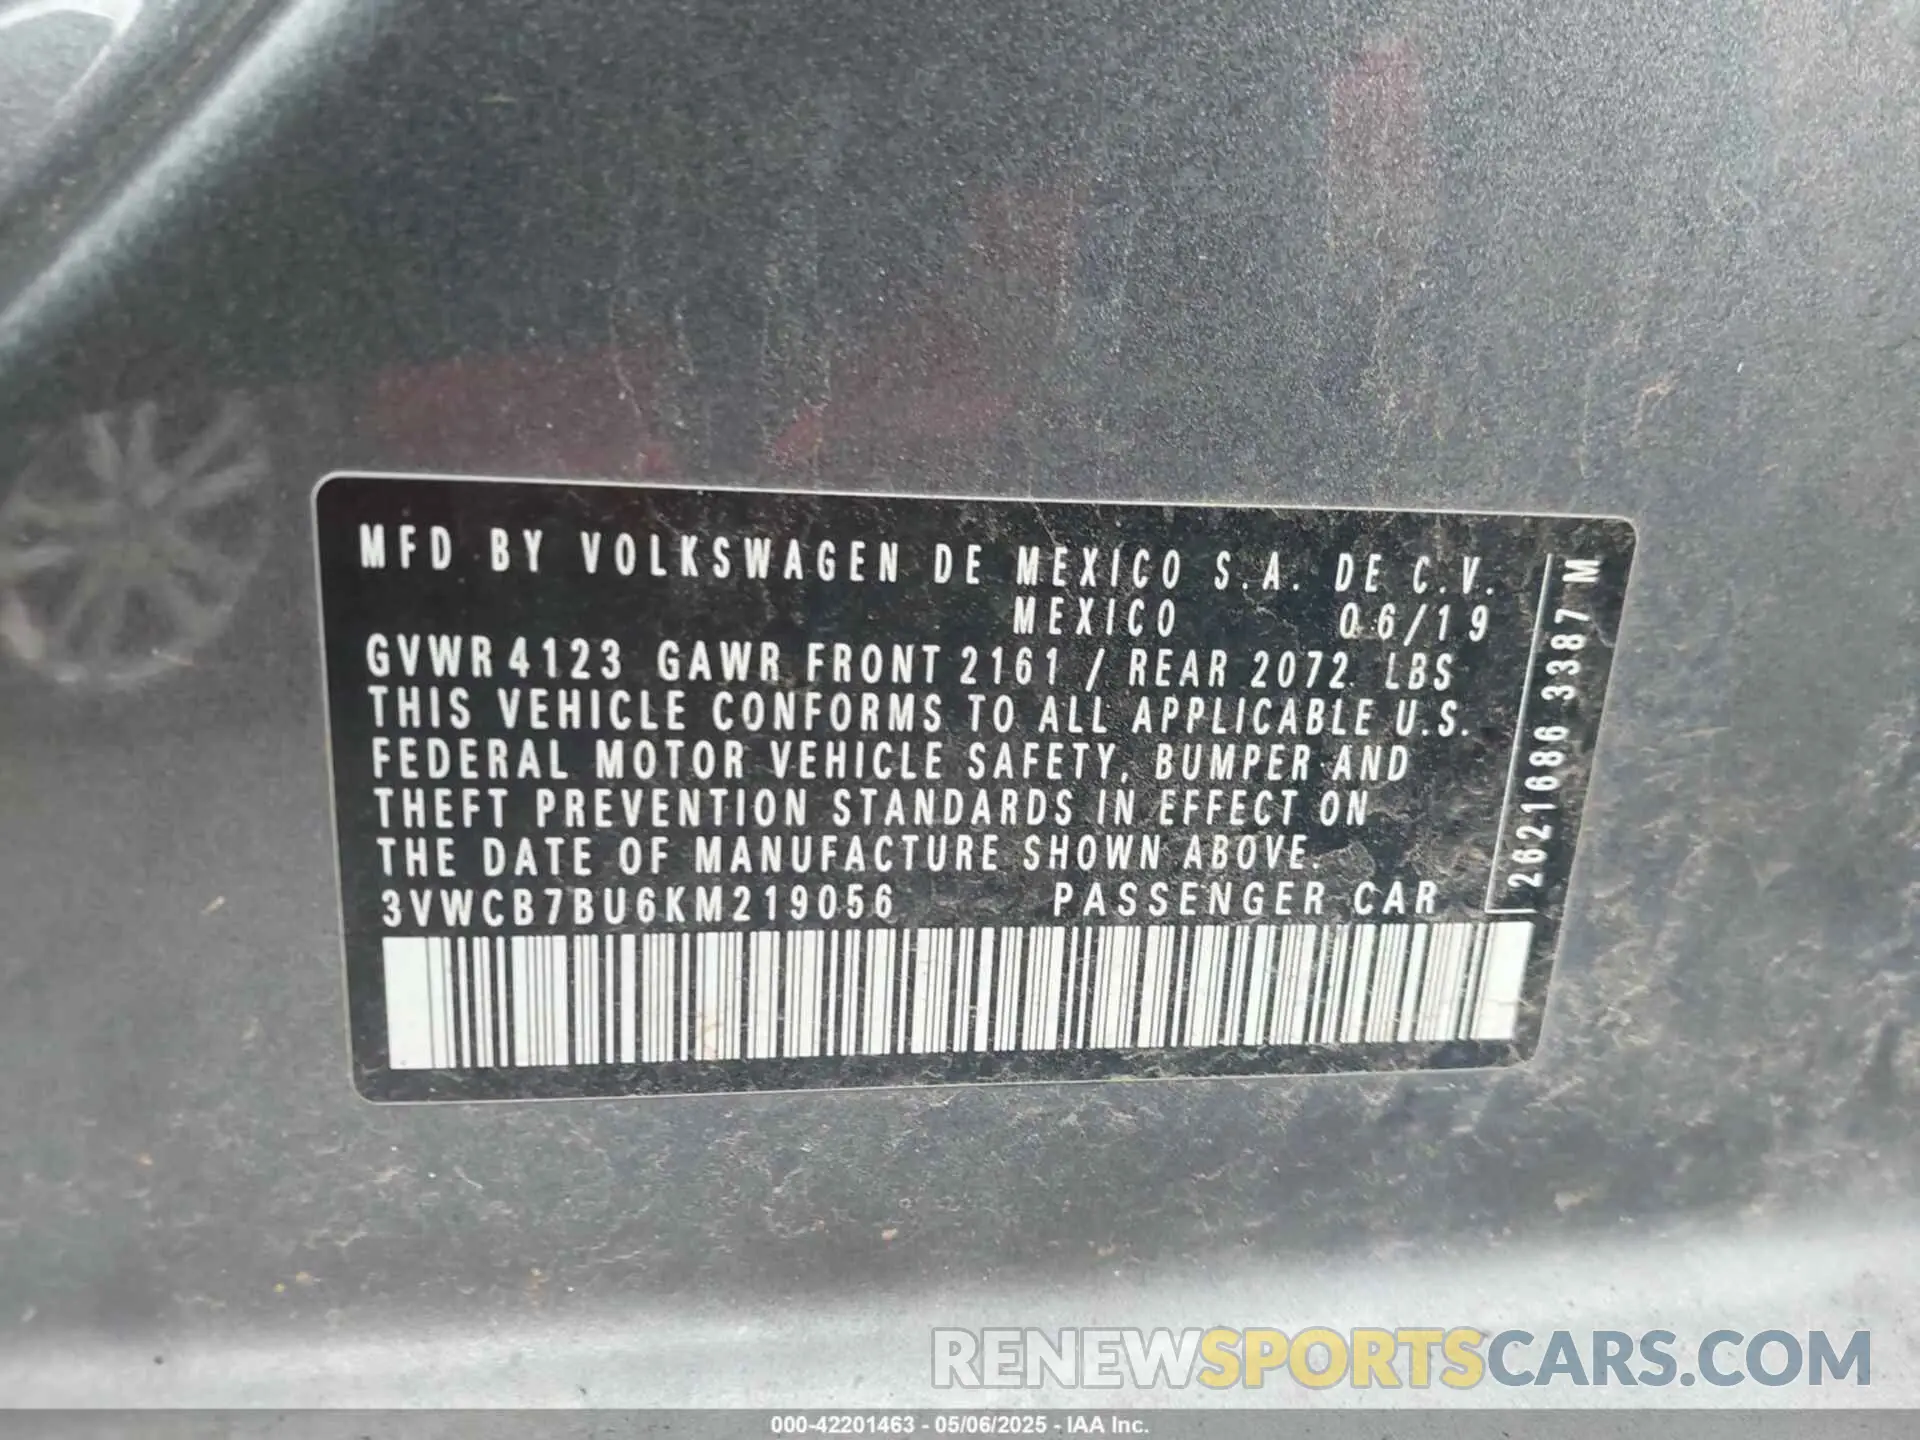 MFD BY VOLKSWAGEN DE MEXICO S.A. DE C.V.
MEXICO 06/19
GVWR 4123 GAWR FRONT 2161 / REAR 2072 LBS
THIS VEHICLE CONFORMS TO ALL APPLICABLE U.S.
FEDERAL MOTOR VEHICLE SAFETY, BUMPER AND
THEFT PREVENTION STANDARDS IN EFFECT ON
THE DATE OF MANUFACTURE SHOWN ABOVE.
3VWCB7BU6KM219056 PASSENGER CAR
2621686 3387 M
RENEWSPORTSCARS.COM
000-42201463 - 05/06/2025 - IAA Inc.